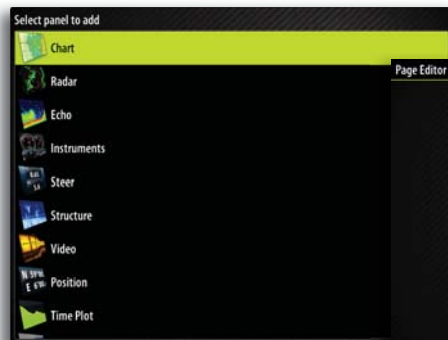 Select panel to add
Chart
Page Editor
Radar
Echo
Instruments
Steer
Structure
Video
Position
Time Plot